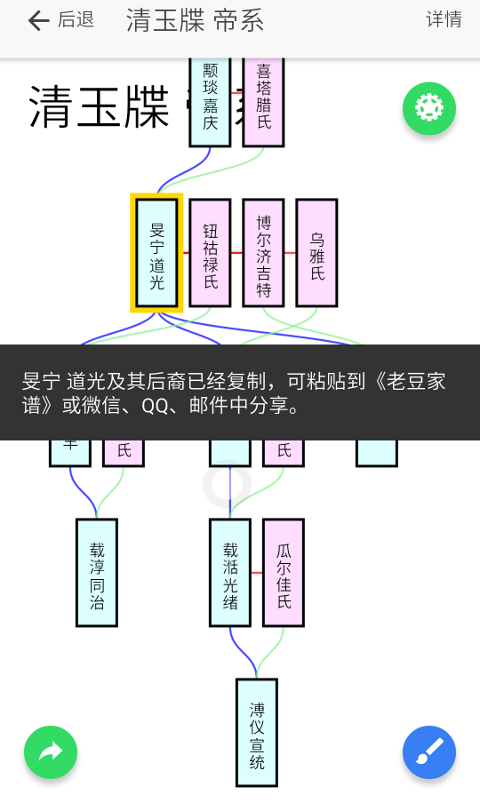 后退
清玉牒 帝系
详情
清玉牒
颙琰嘉庆
喜塔腊氏
旻宁道光
钮祜禄氏
博尔济吉特
乌雅氏
旻宁 道光及其后裔已经复制，可粘贴到《老豆家
谱》或微信、QQ、邮件中分享。
氏
氏
载淳同治
载湉光绪
瓜尔佳氏
溥仪宣统